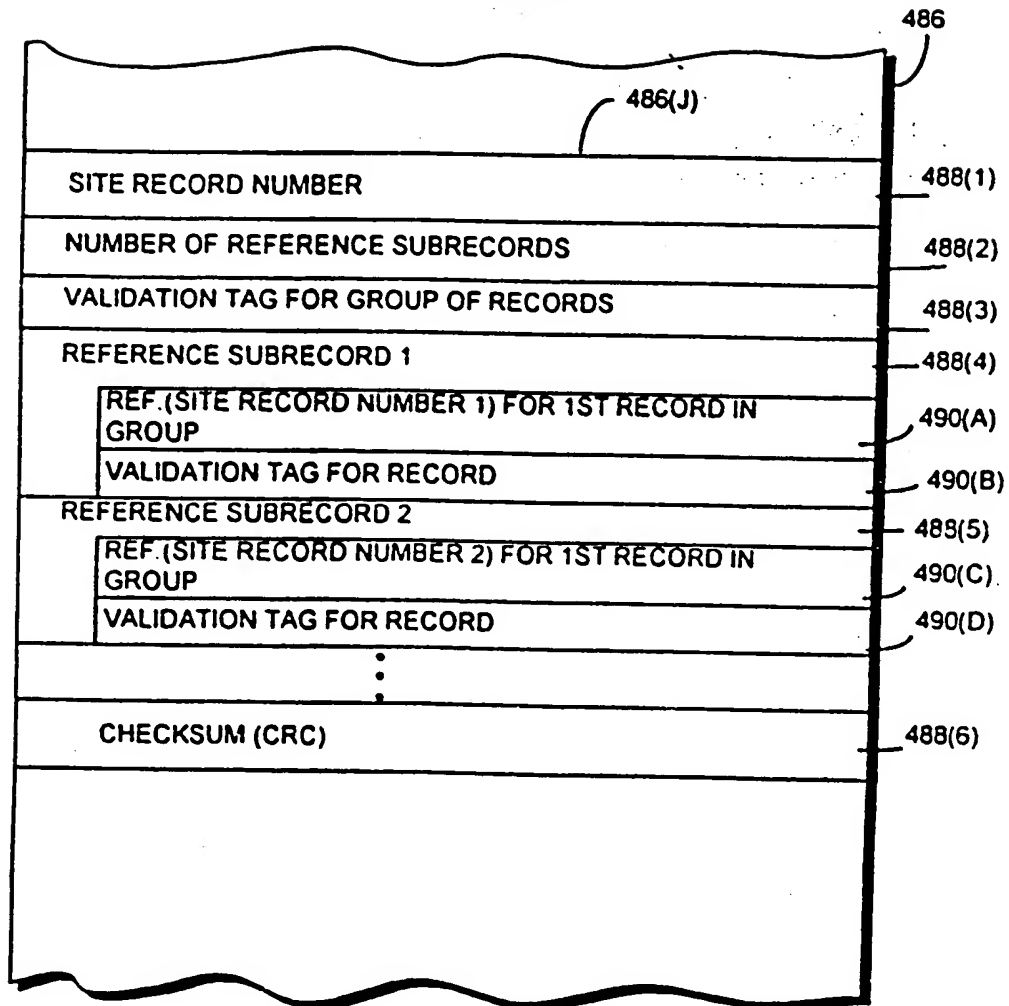 486
486(J)
SITE RECORD NUMBER
488(1)
NUMBER OF REFERENCE SUBRECORDS
488(2)
VALIDATION TAG FOR GROUP OF RECORDS
488(3)
REFERENCE SUBRECORD 1
488(4)
REF.(SITE RECORD NUMBER 1) FOR 1ST RECORD IN
GROUP
490(A)
VALIDATION TAG FOR RECORD
490(B)
REFERENCE SUBRECORD 2
488(5)
REF.(SITE RECORD NUMBER 2) FOR 1ST RECORD IN
GROUP
490(C)
VALIDATION TAG FOR RECORD
490(D)
CHECKSUM (CRC)
488(6)